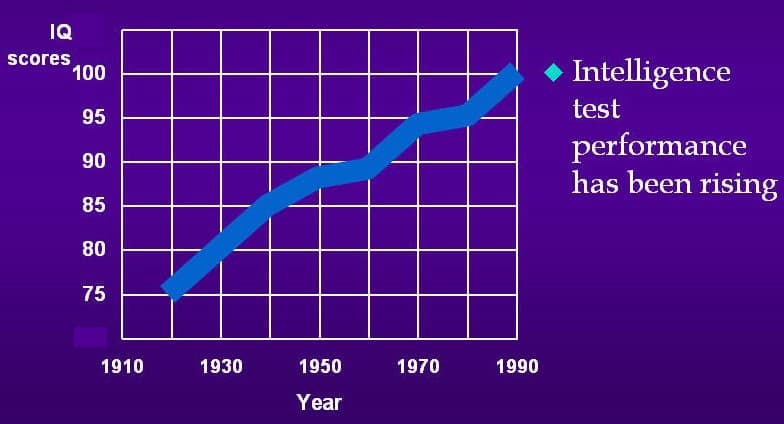 IQ
scores
100
95
90
85
80
75
1910 1930 1950 1970 1990
Year
Intelligence
test
performance
has been rising